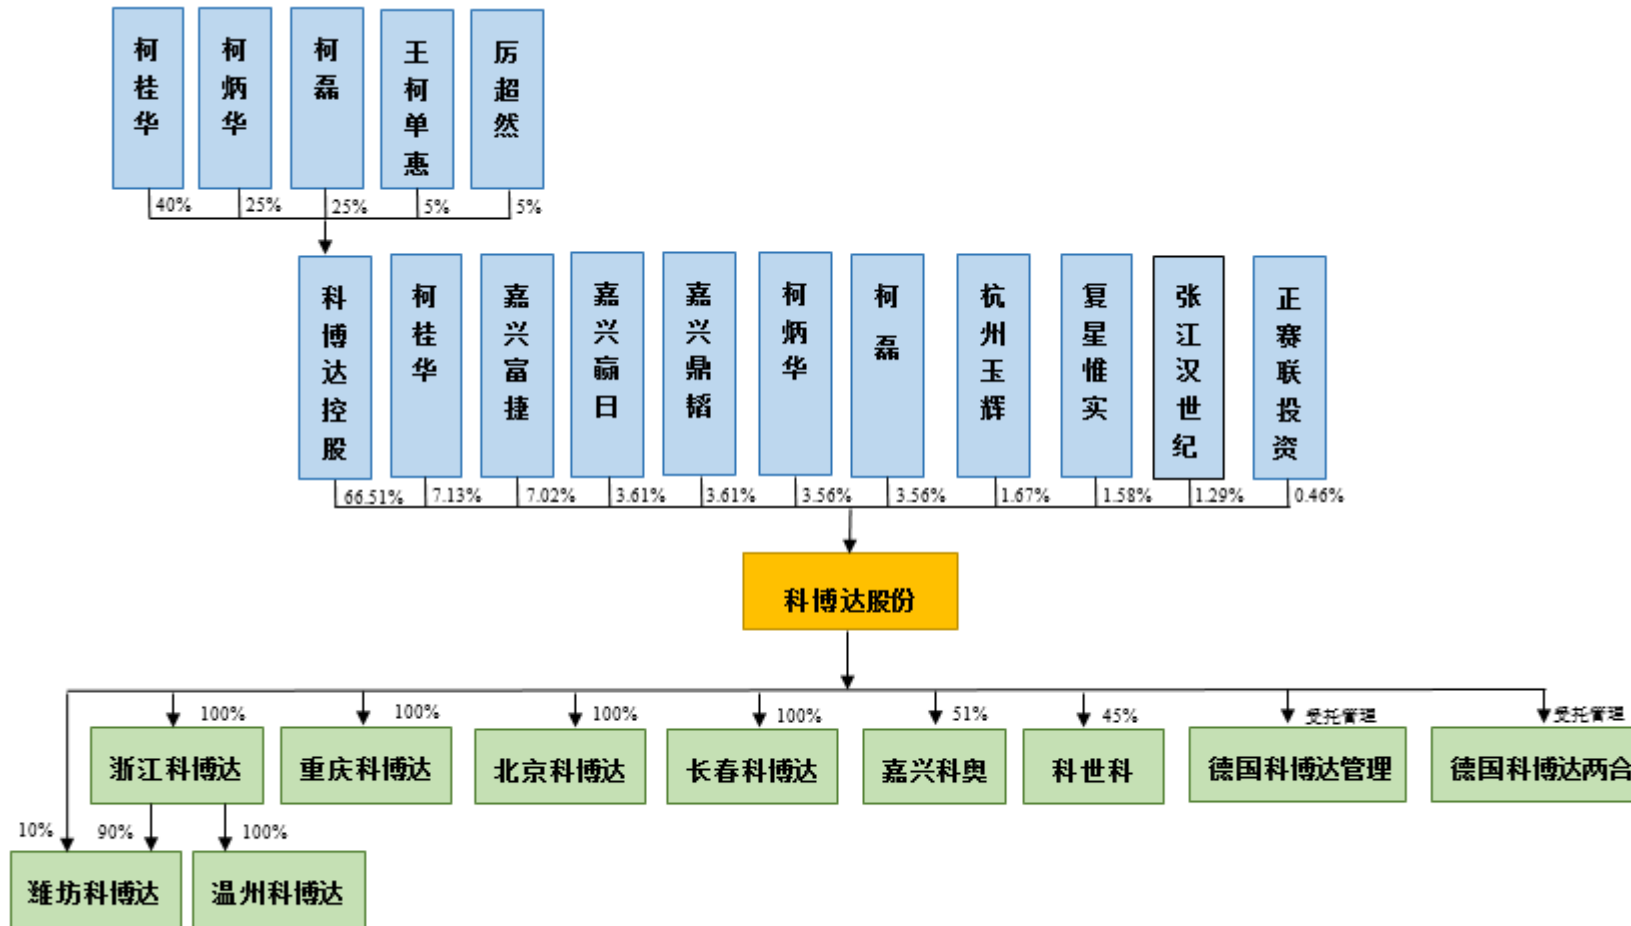 柯桂华
柯炳华
柯磊
王柯单惠
厉超然
40%
25%
25%
5%
5%
科博达控股
柯桂华
嘉兴富捷
嘉兴赢日
嘉兴鼎韬
柯炳华
柯磊
杭州玉辉
复星惟实
张江汉世纪
正赛联投资
66.51%
7.13%
7.02%
3.61%
3.61%
3.56%
3.56%
1.67%
1.58%
1.29%
0.46%
科博达股份
100%
100%
100%
100%
51%
45%
受托管理
受托管理
浙江科博达
重庆科博达
北京科博达
长春科博达
嘉兴科奥
科世科
德国科博达管理
德国科博达两合
10%
90%
100%
潍坊科博达
温州科博达